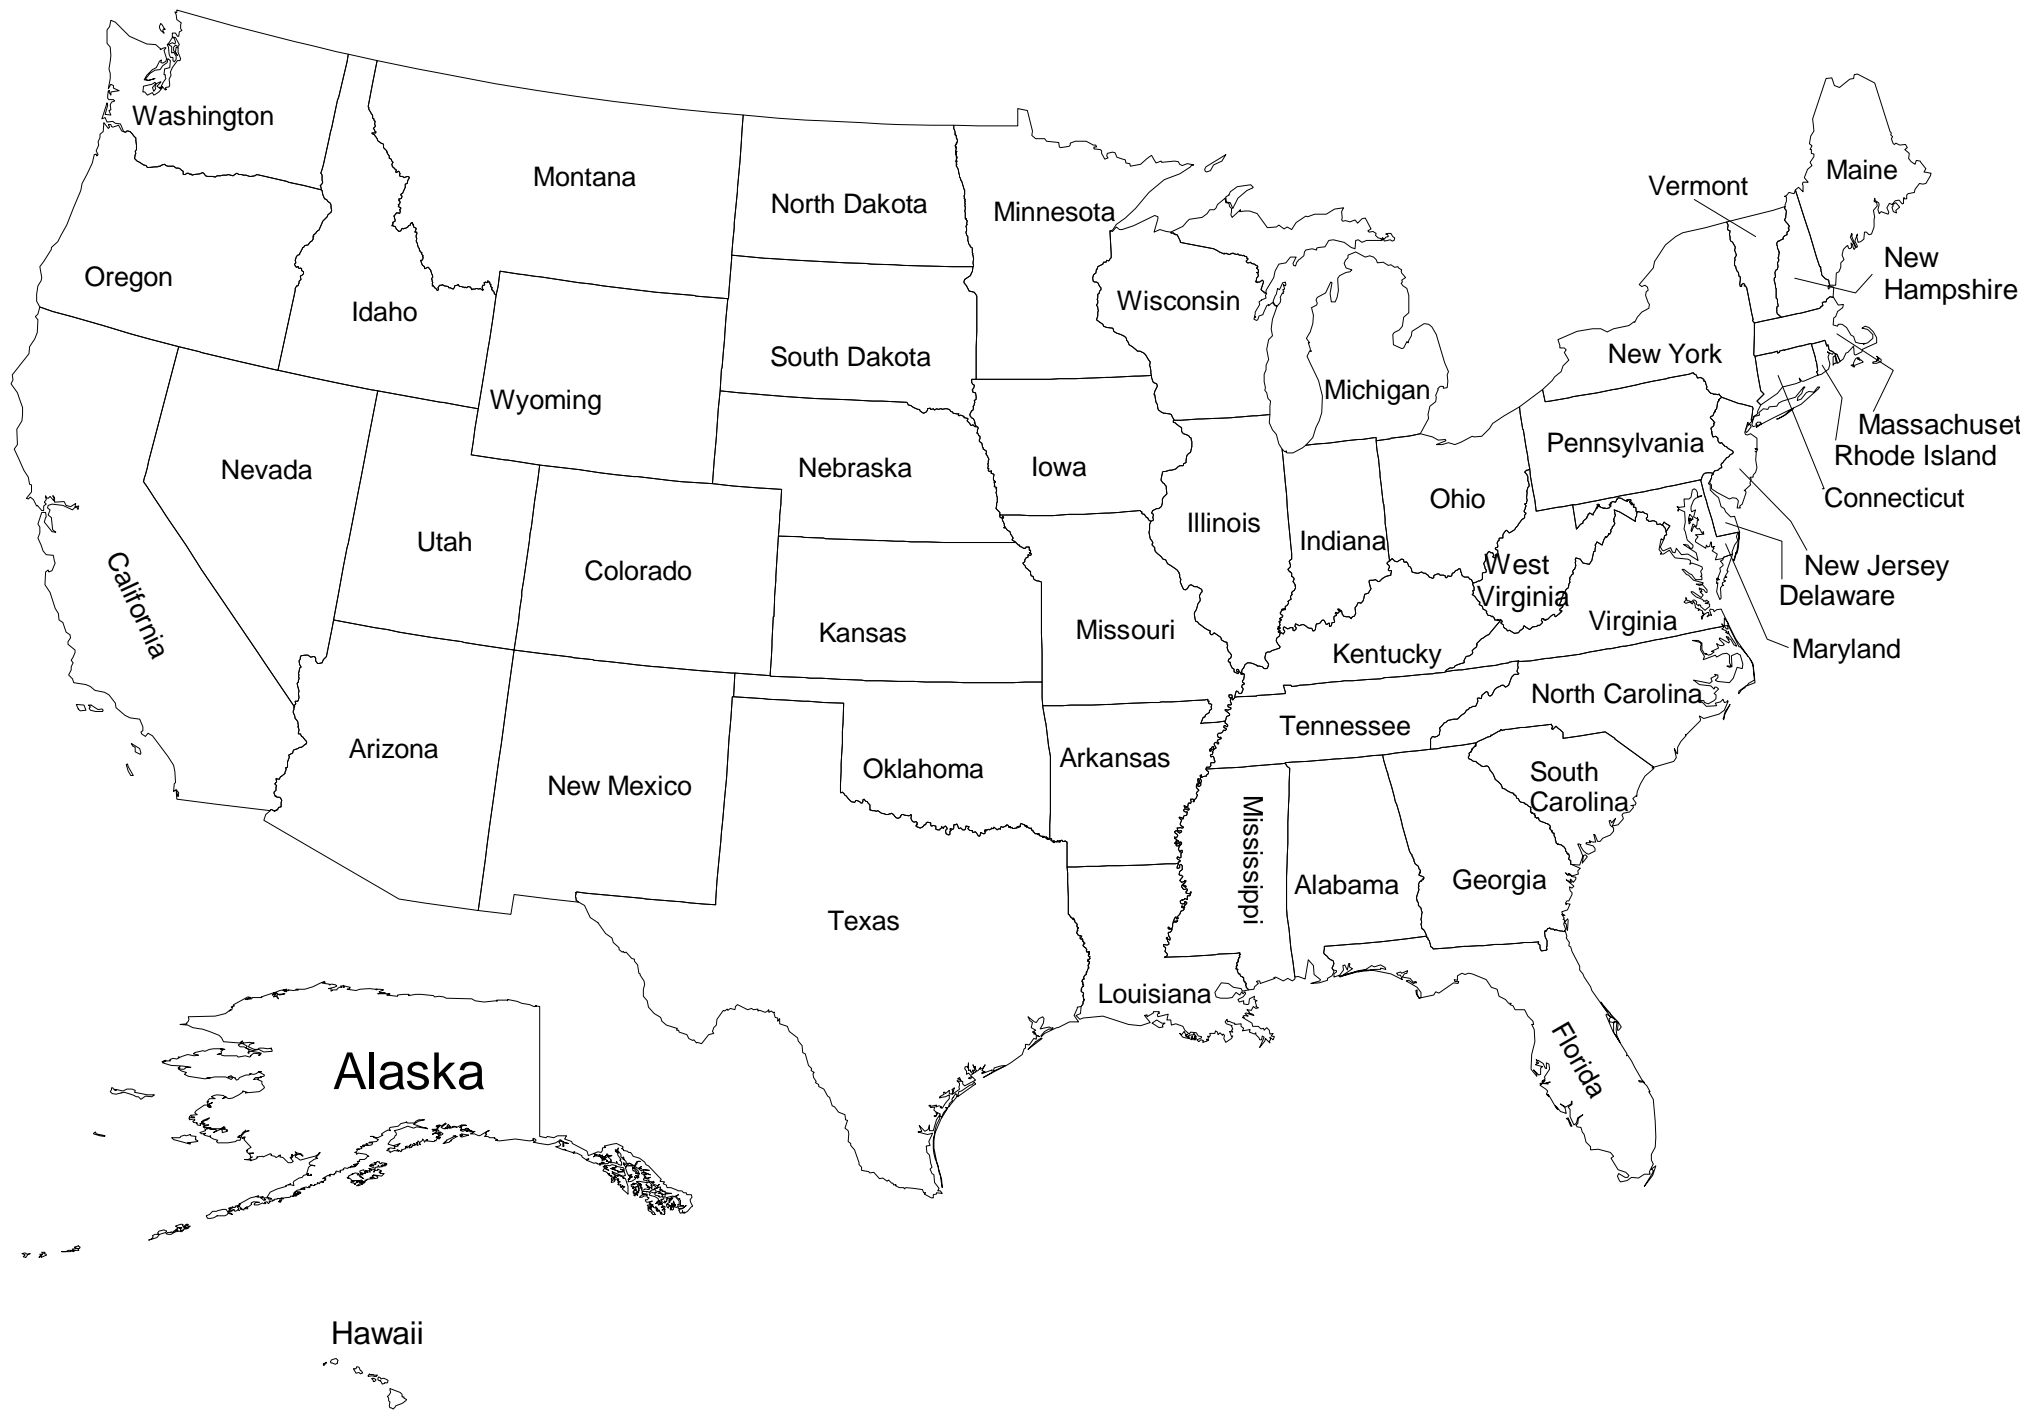 Washington
Montana
North Dakota
Minnesota
Maine
Vermont
New
Hampshire
Oregon
Idaho
Wisconsin
South Dakota
New York
Michigan
Wyoming
Massachuset
Rhode Island
Connecticut
Pennsylvania
Nevada
Nebraska
Iowa
Ohio
Illinois
Indiana
Utah
Colorado
California
West
Virginia
New Jersey
Delaware
Maryland
Virginia
Kansas
Missouri
Kentucky
North Carolina
Tennessee
Arizona
New Mexico
Oklahoma
Arkansas
South
Carolina
Mississippi
Alabama
Georgia
Texas
Louisiana
Florida
Alaska
Hawaii